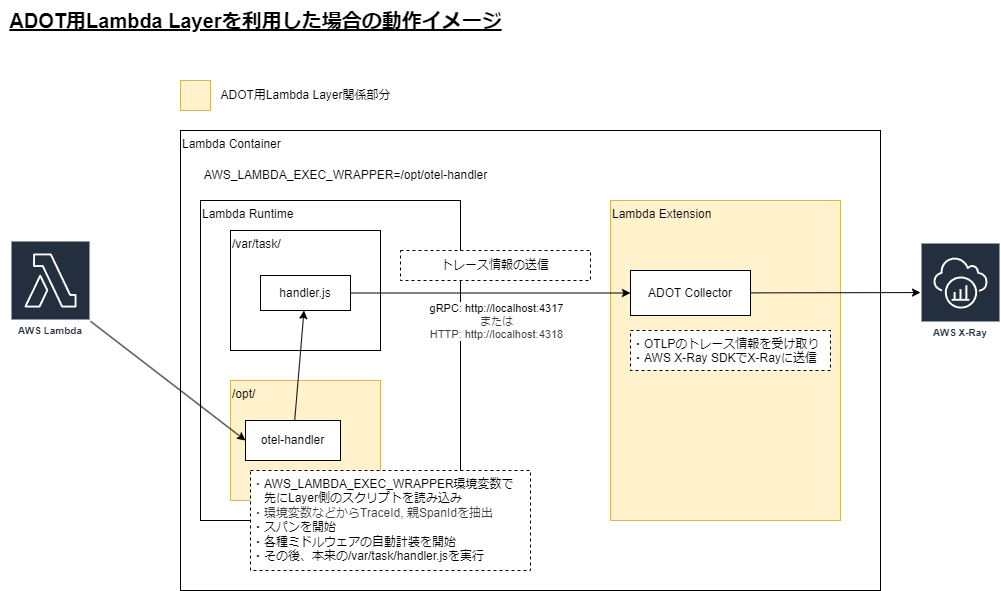 ADOT用Lambda Layerを利用した場合の動作イメージ
ADOT用Lambda Layer関係部分
Lambda Container
AWS_LAMBDA_EXEC_WRAPPER=/opt/otel-handler
Lambda Runtime
/var/task/
handler.js
トレース情報の送信
gRPC: http://localhost:4317
または
HTTP: http://localhost:4318
Lambda Extension
ADOT Collector
・OTLPのトレース情報を受け取り
・AWS X-Ray SDKでX-Rayに送信
AWS Lambda
AWS X-Ray
/opt/
otel-handler
・AWS_LAMBDA_EXEC_WRAPPER環境変数で
先にLayer側のスクリプトを読み込み
・環境変数などからTraceId, 親SpanIdを抽出
・スパンを開始
・各種ミドルウェアの自動計装を開始
・その後、本来の/var/task/handler.jsを実行